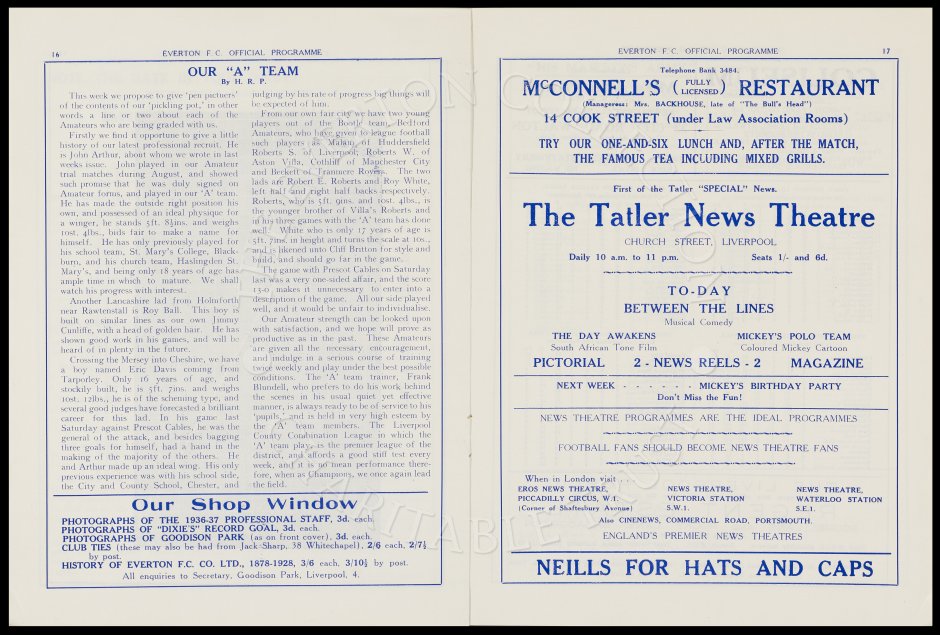 16
EVERTON F.C. OFFICIAL PROGRAMME
OUR "A" TEAM
By H. R. P.
This week we propose to give 'pen pictures'
of the contents of our 'pickling pot,' in other
words a line or two about each of the
Amateurs who are being graded with us.
Firstly we find it opportune to give a little
history of our latest professional recruit. He
is John Arthur, about whom we wrote in last
weeks issue. John played in our Amateur
trial matches during August, and showed
such promise that he was duly signed on
Amateur forms, and played in our 'A' team.
He has made the outside right position his
own, and possessed of an ideal physique for
a winger, he stands 5ft. 8½ins. and weighs
10st. 4lbs., bids fair to make a name for
himself. He has only previously played for
his school team, St. Mary's College, Black-
burn, and his church team, Haslingden St.
Mary's, and being only 18 years of age has
ample time in which to mature. We shall
watch his progress with interest.
Another Lancashire lad from Holmforth
near Rawtenstall is Roy Ball. This boy is
built on similar lines as our own Jimmy
Cunliffe, with a head of golden hair. He has
shown good work in his games, and will be
heard of in plenty in the future.
Crossing the Mersey into Cheshire, we have
a boy named Eric Davis coming from
Tarporley. Only 16 years of age, and
stockily built, he is 5ft. 7ins. and weighs
10st. 12lbs., he is of the scheming type, and
several good judges have forecasted a brilliant
career for this lad. In his game last
Saturday against Prescot Cables, he was the
general of the attack, and besides bagging
three goals for himself, had a hand in the
making of the majority of the others. He
and Arthur made up an ideal wing. His only
previous experience was with his school side,
the City and County School, Chester, and
judging by his rate of progress big things will
be expected of him.
From our own fair city we have two young
players out of the Bootle team, Bedford
Amateurs, who have given to league football
such players as Malam of Huddersfield
Roberts S. of Liverpool; Roberts W. of
Aston Villa, Cothliff of Manchester City
and Beckett of Tranmere Rovers. The two
lads are Robert E. Roberts and Roy White,
left half and right half backs respectively.
Roberts, who is 5ft. 9ins. and 10st. 4lbs., is
the younger brother of Villa's Roberts and
in his three games with the 'A' team has done
well. White who is only 17 years of age is
5ft. 7ins. in height and turns the scale at 10s.,
and is likened unto Cliff Britton for style and
build, and should go far in the game.
The game with Prescot Cables on Saturday
last was a very one-sided affair, and the score
13-0 makes it unnecessary to enter into a
description of the game. All our side played
well, and it would be unfair to individualise.
Our Amateur strength can be looked upon
with satisfaction, and we hope will prove as
productive as in the past. These Amateurs
are given all the necessary encouragement,
and indulge in a serious course of training
twice weekly and play under the best possible
conditions. The 'A' team trainer, Frank
Blundell, who prefers to do his work behind
the scenes in his usual quiet yet effective
manner, is always ready to be of service to his
'pupils,' and is held in very high esteem by
the 'A' team members. The Liverpool
County Combination League in which the
'A' team play, is the premier league of the
district, and affords a good stiff test every
week, and it is no mean performance there-
fore, when as Champions, we once again lead
the field.
Our Shop Window
PHOTOGRAPHS OF THE 1936-37 PROFESSIONAL STAFF, 3d. each.
PHOTOGRAPHS OF "DIXIE'S" RECORD GOAL, 3d. each.
PHOTOGRAPHS OF GOODISON PARK (as on front cover), 3d. each.
CLUB TIES (these may also be had from Jack Sharp, 38 Whitechapel), 2/6 each, 2/7½
by post.
HISTORY OF EVERTON F.C. CO. LTD., 1878-1928, 3/6 each, 3/10½ by post.
All enquiries to Secretary, Goodison Park, Liverpool, 4.
EVERTON F.C. OFFICIAL PROGRAMME
17
Telephone Bank 3484.
McCONNELL'S (FULLY LICENSED) RESTAURANT
(Manageress: Mrs. BACKHOUSE, late of "The Bull's Head")
14 COOK STREET (under Law Association Rooms)
TRY OUR ONE-AND-SIX LUNCH AND, AFTER THE MATCH,
THE FAMOUS TEA INCLUDING MIXED GRILLS.
First of the Tatler "SPECIAL" News.
The Tatler News Theatre
CHURCH STREET, LIVERPOOL
Daily 10 a.m. to 11 p.m. Seats 1/- and 6d.
TO-DAY
BETWEEN THE LINES
Musical Comedy
THE DAY AWAKENS MICKEY'S POLO TEAM
South African Tone Film Coloured Mickey Cartoon
PICTORIAL 2 - NEWS REELS - 2 MAGAZINE
NEXT WEEK - - - - - - MICKEY'S BIRTHDAY PARTY
Don't Miss the Fun!
NEWS THEATRE PROGRAMMES ARE THE IDEAL PROGRAMMES
FOOTBALL FANS SHOULD BECOME NEWS THEATRE FANS
When in London visit . . .
EROS NEWS THEATRE, NEWS THEATRE, NEWS THEATRE,
PICCADILLY CIRCUS, W.1. VICTORIA STATION WATERLOO STATION
(Corner of Shaftesbury Avenue) S.W.1. S.E.1.
Also CINENEWS, COMMERCIAL ROAD, PORTSMOUTH.
ENGLAND'S PREMIER NEWS THEATRES
NEILLS FOR HATS AND CAPS